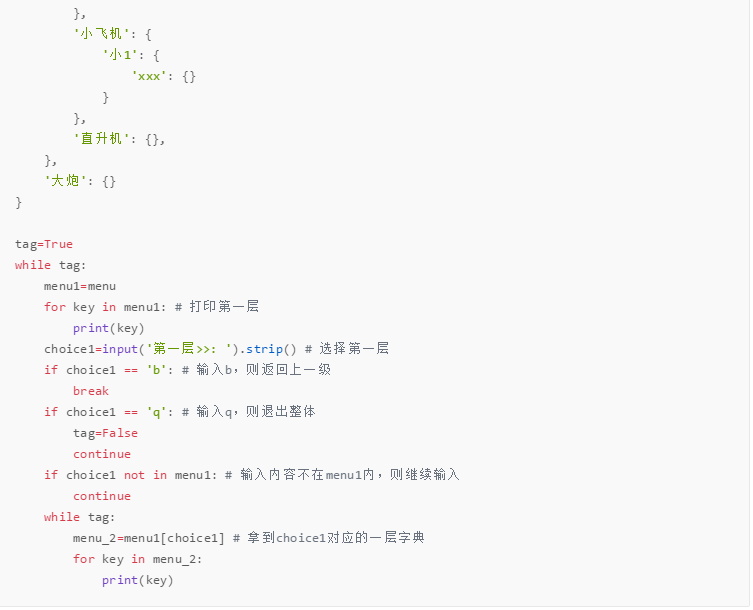 },
        '小飞机': {
            '小1': {
                'xxx': {}
            }
        },
        '直升机': {},
    },
    '大炮': {}
}

tag=True
while tag:
    menu1=menu
    for key in menu1: # 打印第一层
        print(key)
    choice1=input('第一层>>: ').strip() # 选择第一层
    if choice1 == 'b': # 输入b，则返回上一级
        break
    if choice1 == 'q': # 输入q，则退出整体
        tag=False
        continue
    if choice1 not in menu1: # 输入内容不在menu1内，则继续输入
        continue
    while tag:
        menu_2=menu1[choice1] # 拿到choice1对应的一层字典
        for key in menu_2:
            print(key)